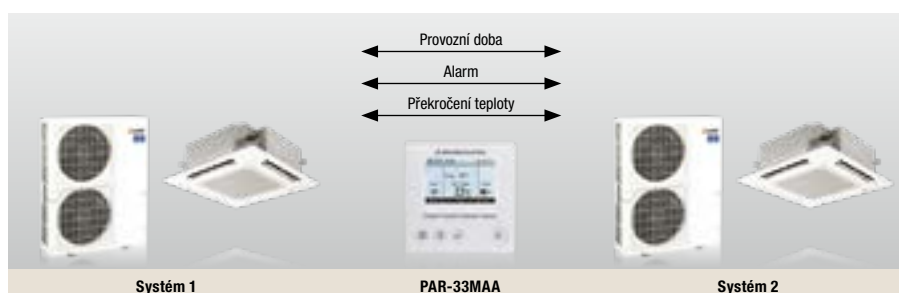 Provozní doba
Alarm
Překročení teploty
Systém 1
PAR-33MAA
Systém 2